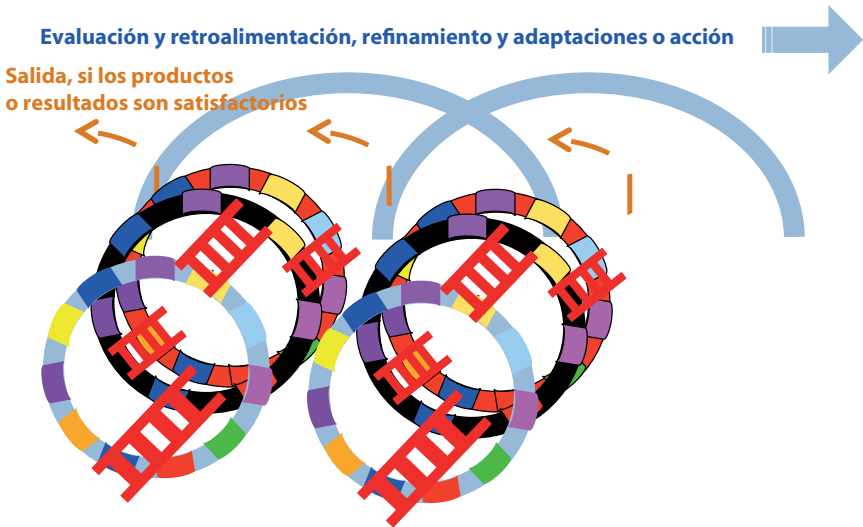 Evaluación y retroalimentación, refinamiento y adaptaciones o acción
Salida, si los productos
o resultados son satisfactorios